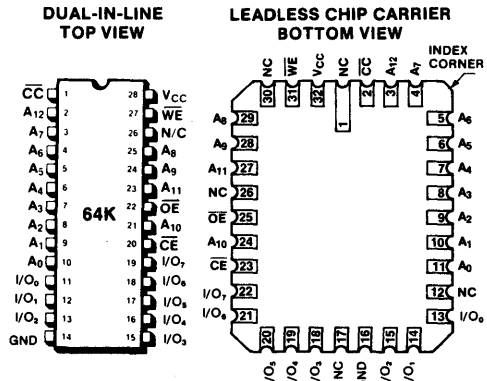 DUAL-IN-LINE
TOP VIEW
CC 1 28 VCC
A12 2 27 WE
A7 3 26 N/C
A6 4 25 A8
A5 5 24 A9
A4 6 23 A11
A3 7 22 OE
64K
A2 8 21 A10
A1 9 20 CE
A0 10 19 I/O7
I/O0 11 18 I/O6
I/O1 12 17 I/O5
I/O2 13 16 I/O4
GND 14 15 I/O3
LEADLESS CHIP CARRIER
BOTTOM VIEW
INDEX
CORNER
NC WE VCC NC CC A12 A7
30 31 32 1 2 3 4
A8 29 5 A6
A9 28 6 A5
A11 27 7 A4
NC 26 8 A3
OE 25 9 A2
A10 24 10 A1
CE 23 11 A0
I/O7 22 12 NC
I/O6 21 13 I/O0
20 19 18 17 16 15 14
I/O5 I/O4 I/O3 NC GND I/O2 I/O1